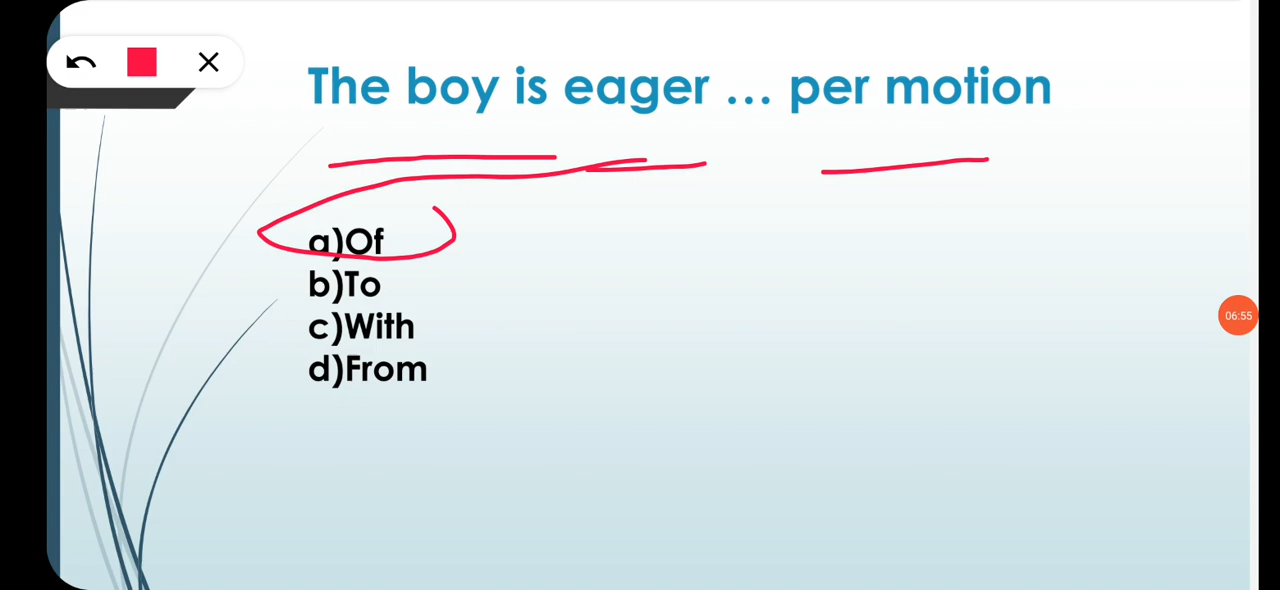 The boy is eager ... per motion
a)Of
b)To
c)With
d)From
06:55